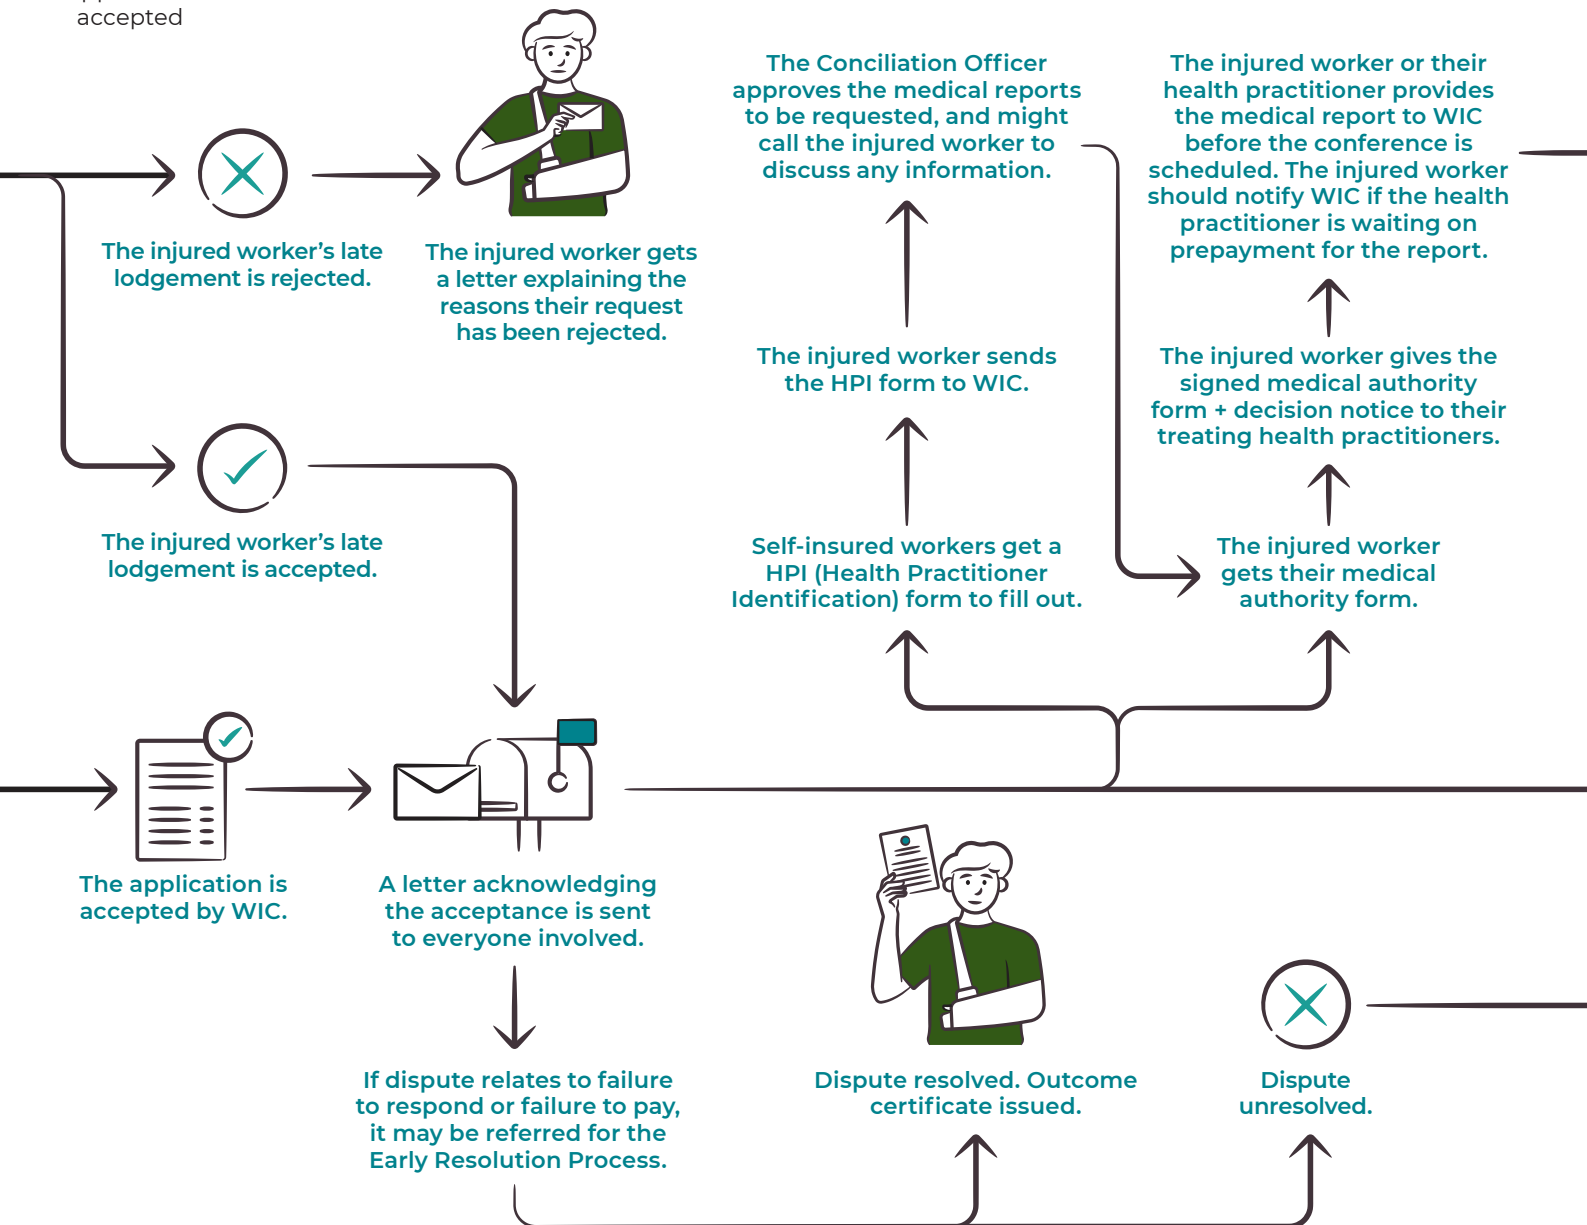 accepted
The injured worker's late
lodgement is rejected.
The injured worker gets
a letter explaining the
reasons their request
has been rejected.
The injured worker's late
lodgement is accepted.
The application is
accepted by WIC.
A letter acknowledging
the acceptance is sent
to everyone involved.
If dispute relates to failure
to respond or failure to pay,
it may be referred for the
Early Resolution Process.
The Conciliation Officer
approves the medical reports
to be requested, and might
call the injured worker to
discuss any information.
The injured worker sends
the HPI form to WIC.
Self-insured workers get a
HPI (Health Practitioner
Identification) form to fill out.
The injured worker or their
health practitioner provides
the medical report to WIC
before the conference is
scheduled. The injured worker
should notify WIC if the health
practitioner is waiting on
prepayment for the report.
The injured worker gives the
signed medical authority
form + decision notice to their
treating health practitioners.
The injured worker
gets their medical
authority form.
Dispute resolved. Outcome
certificate issued.
Dispute
unresolved.